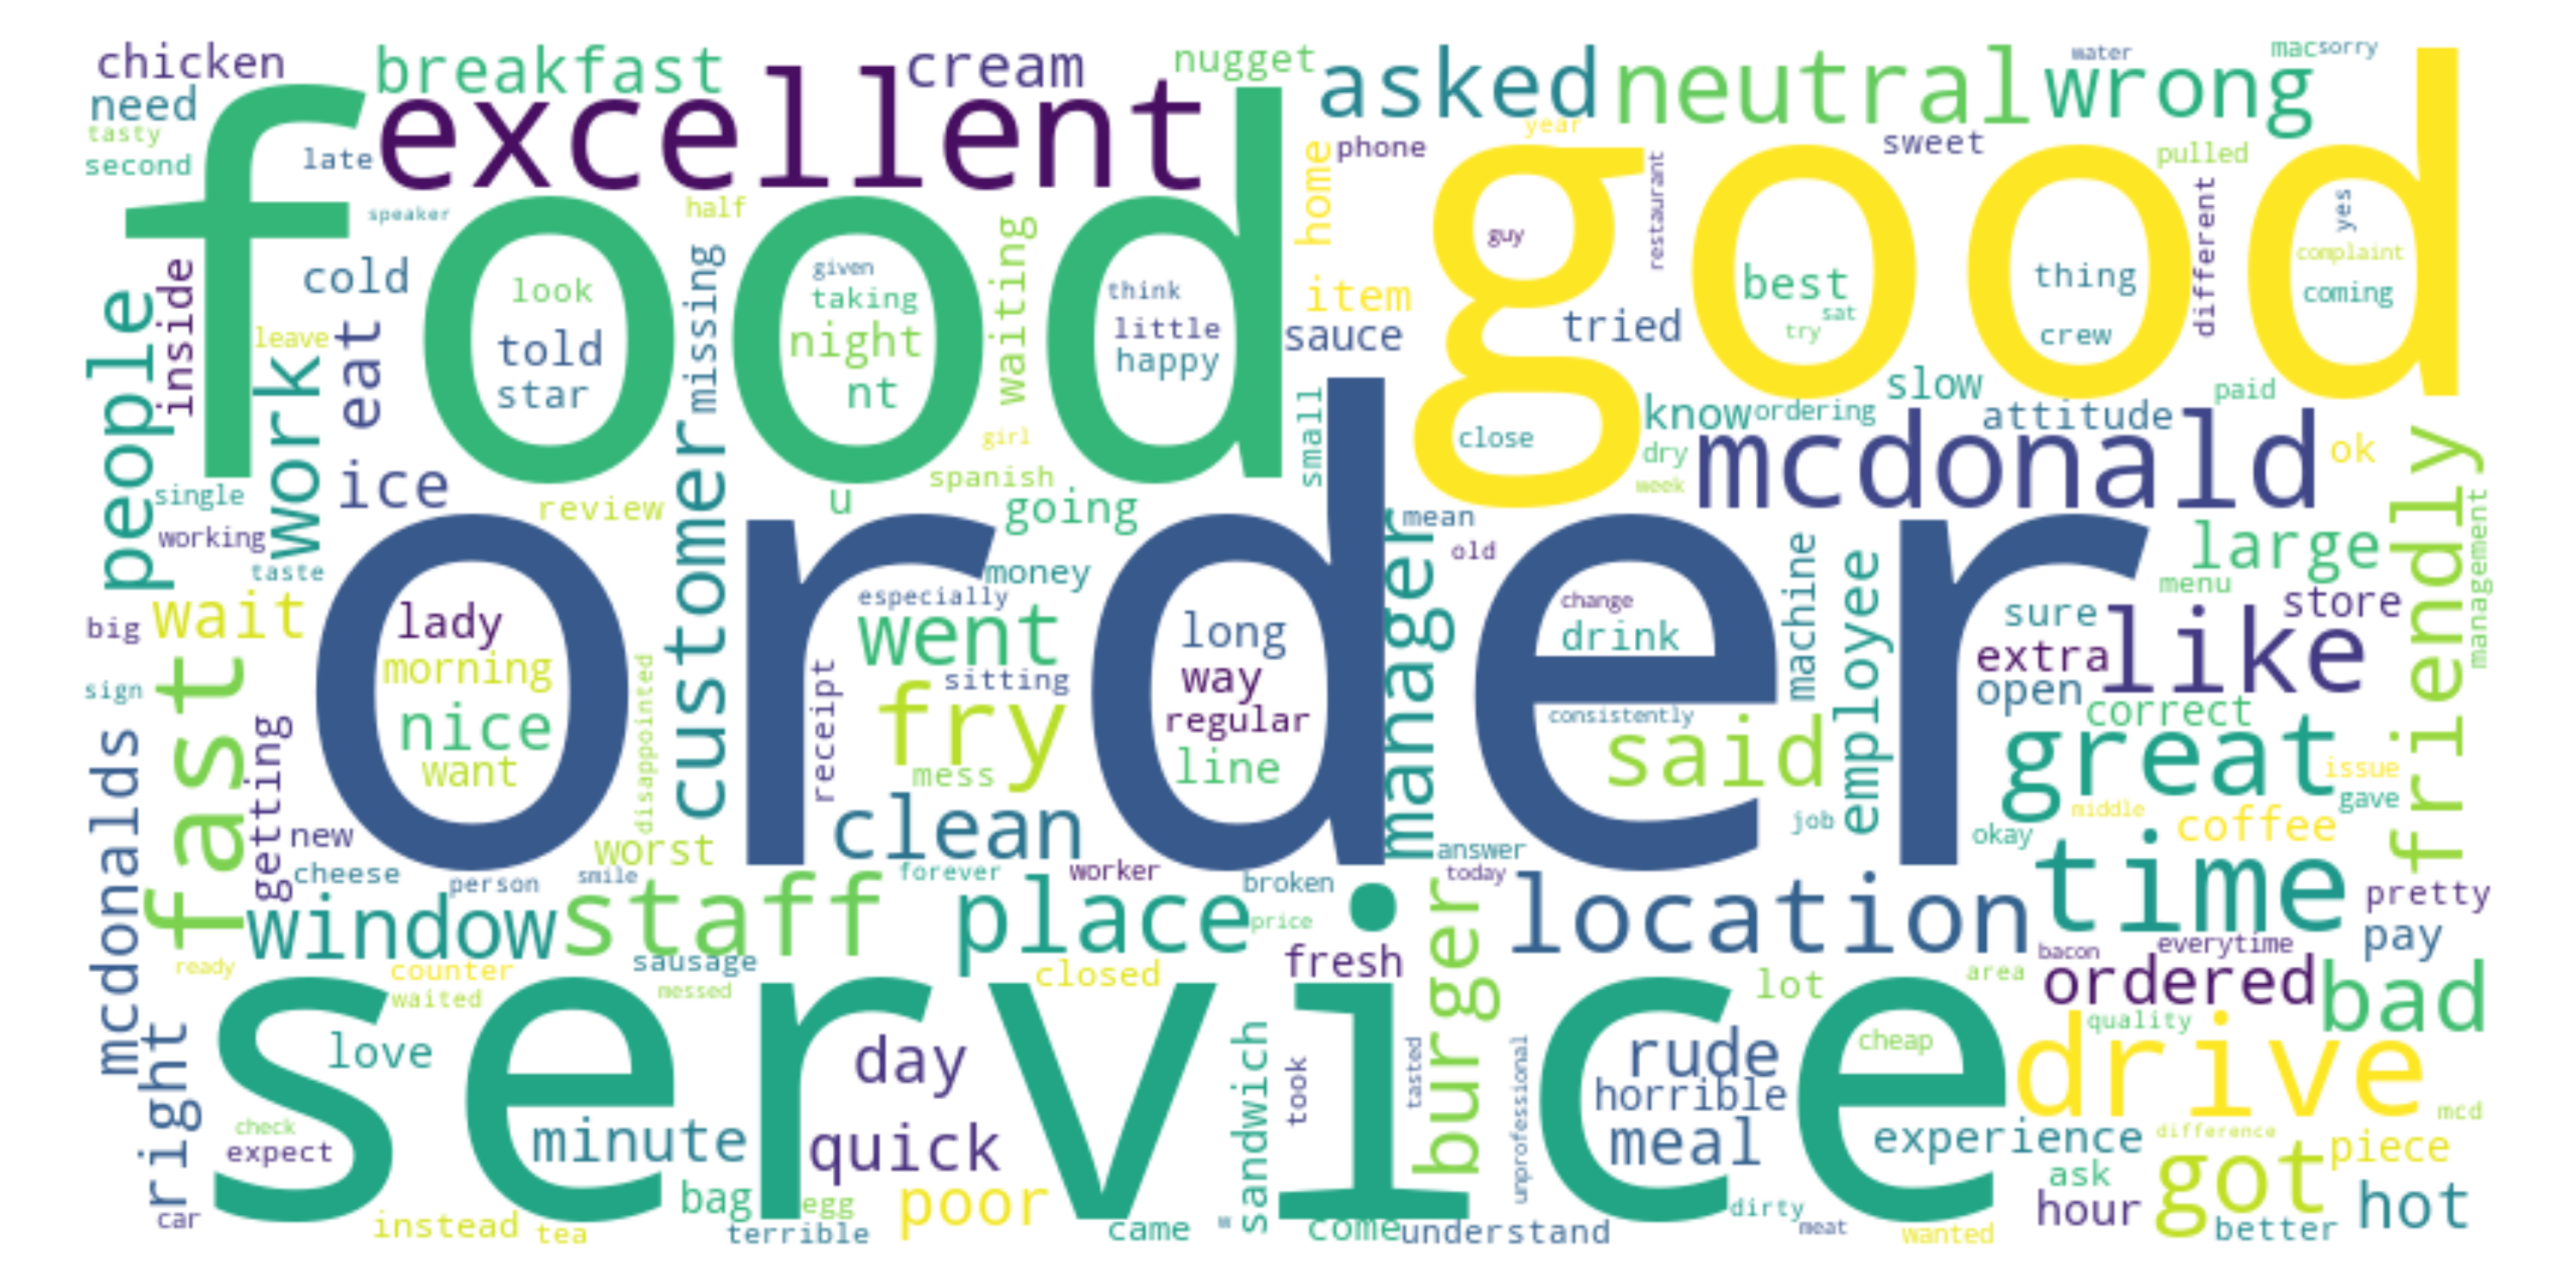 chicken
breakfast
cream
nugget
asked
neutral
wrong
water
mac
sorry
need
excellent
food
good
tasty
second
late
year
home
phone
sweet
pulled
restaurant
different
speaker
half
yes
guy
complaint
cold
inside
people
look
given
taking
think
waiting
missing
item
best
thing
coming
told
night
little
happy
sauce
tried
sat
try
crew
leave
eat
star
nt
work
small
slow
paid
know
ordering
attitude
girl
close
mcdonald
ok
dry
week
friendly
ice
single
review
spanish
u
going
customer
order
mean
old
working
taste
money
manager
machine
employee
large
menu
management
especially
change
drink
sure
store
big
wait
lady
went
long
like
extra
open
morning
sitting
way
sign
fast
nice
want
disappointed
receipt
fry
mess
regular
line
consistently
said
correct
great
issue
gave
mcdonalds
getting
new
clean
middle
coffee
job
okay
worst
answer
time
cheese
person
smile
forever
worker
broken
today
window
staff
place
price
location
pretty
pay
bacon
everytime
ready
counter
sausage
closed
fresh
burger
lot
area
ordered
bad
waited
messed
service
quality
right
love
day
sandwich
took
tasted
unprofessional
rude
cheap
drive
horrible
mcd
check
expect
minute
quick
meal
experience
difference
piece
ask
car
instead
tea
bag
egg
terrible
poor
came
w
come
understand
dirty
meat
wanted
hour
got
better
hot